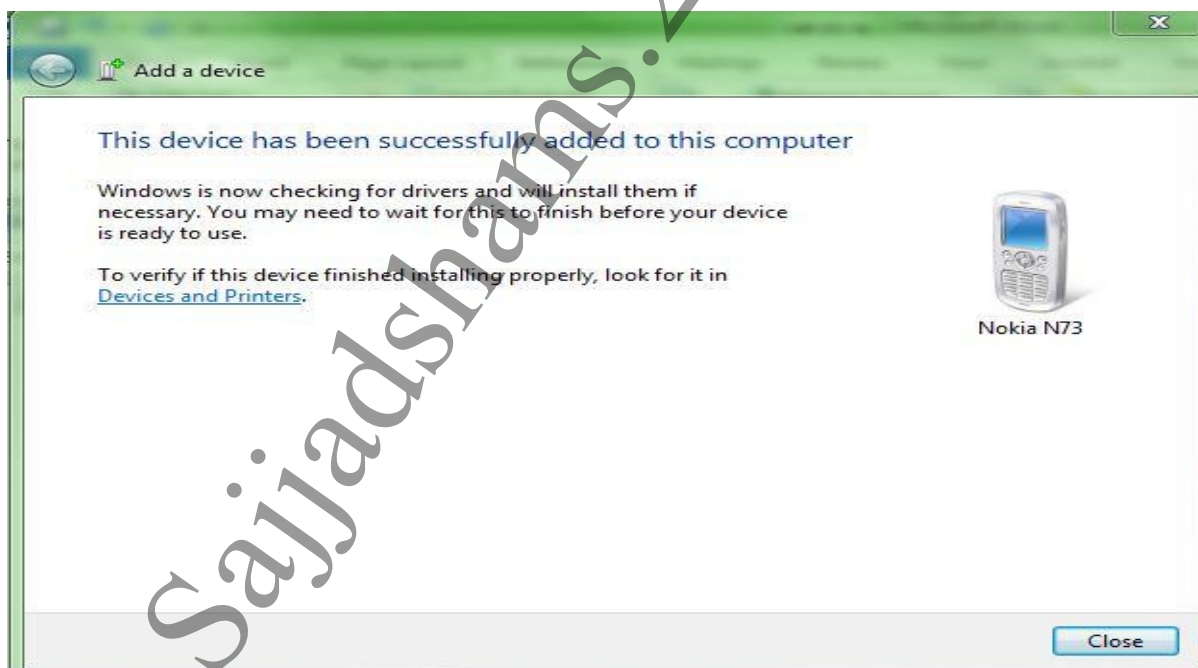 Add a device
This device has been successfully added to this computer
Windows is now checking for drivers and will install them if
necessary. You may need to wait for this to finish before your device
is ready to use.
To verify if this device finished installing properly, look for it in
Devices and Printers.
Nokia N73
Close
Sajjadshams.